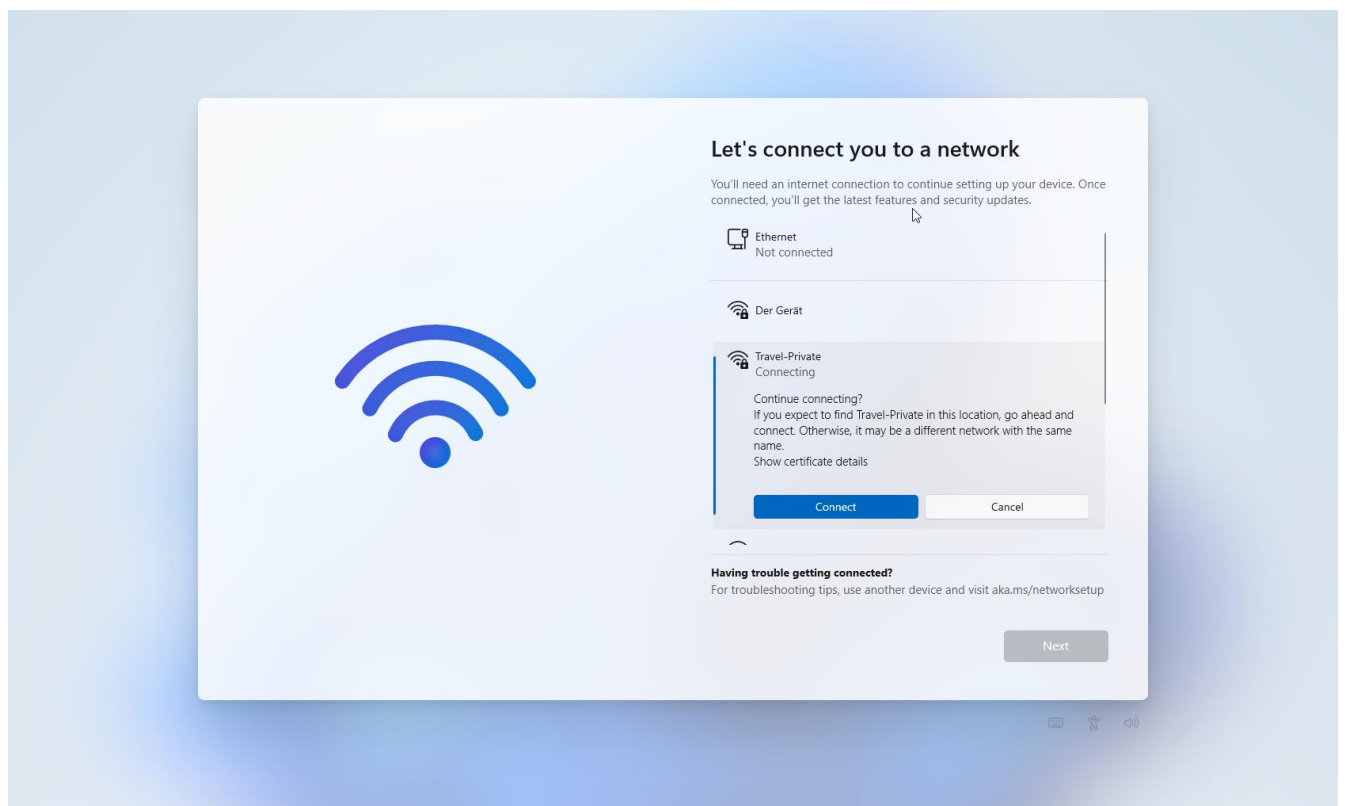 Let's connect you to a network
You'll need an internet connection to continue setting up your device. Once
connected, you'll get the latest features and security updates.
Ethernet
Not connected
Der Gerät
Travel-Private
Connecting
Continue connecting?
If you expect to find Travel-Private in this location, go ahead and
connect. Otherwise, it may be a different network with the same
name.
Show certificate details
Connect
Cancel
Having trouble getting connected?
For troubleshooting tips, use another device and visit aka.ms/networksetup
Next